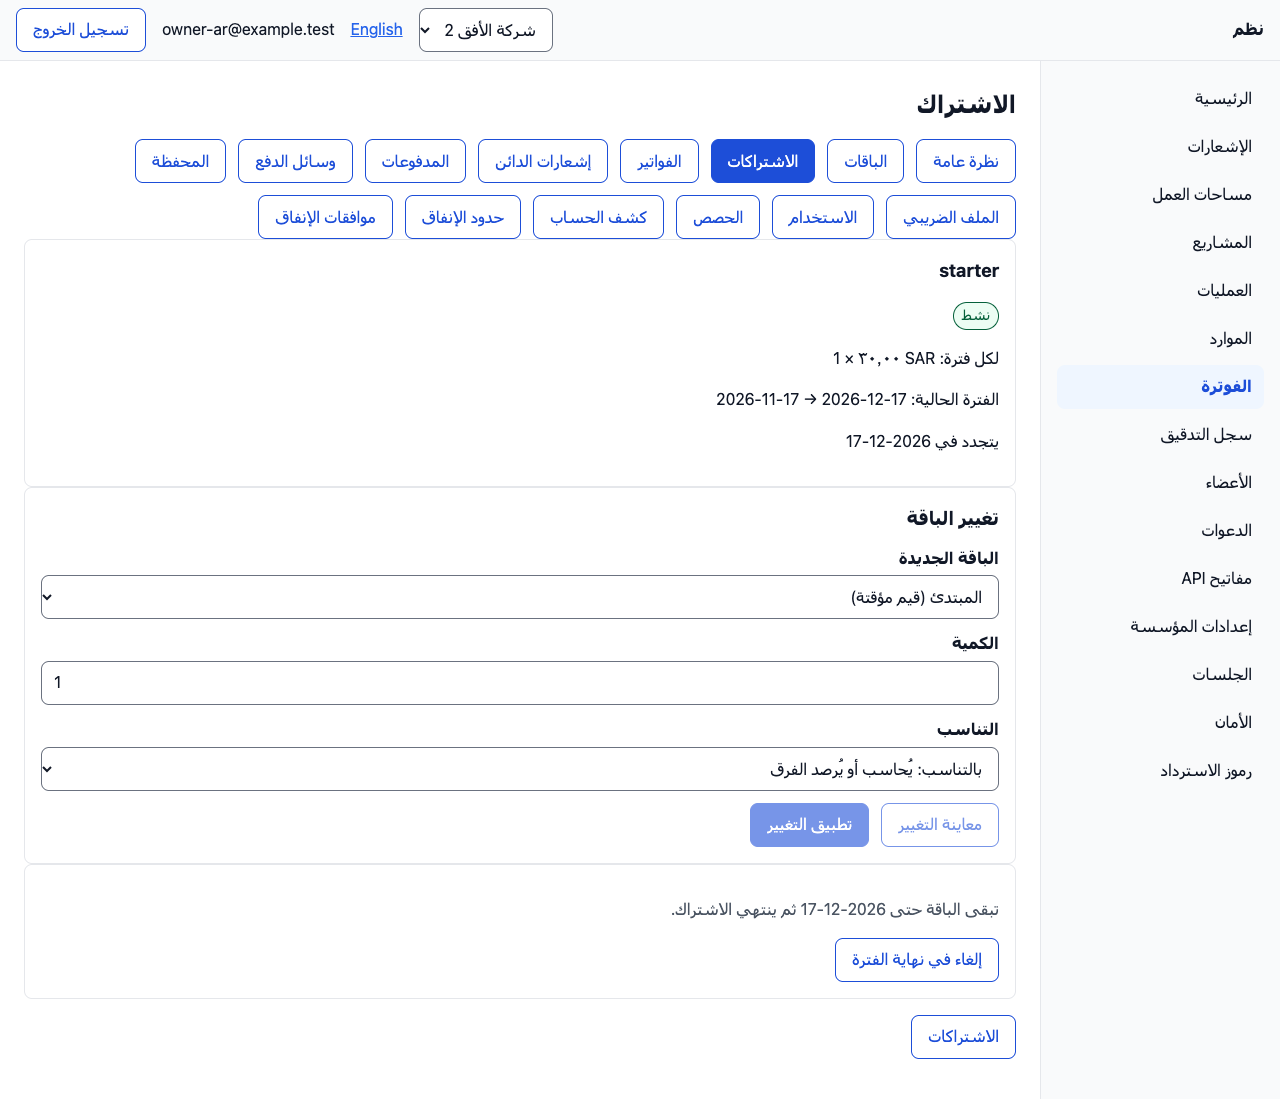 نظم
شركة الأفق 2
English
owner-ar@example.test
تسجيل الخروج
الرئيسية
الإشعارات
مساحات العمل
المشاريع
العمليات
الموارد
الفوترة
سجل التدقيق
الأعضاء
الدعوات
مفاتيح API
إعدادات المؤسسة
الجلسات
الأمان
رموز الاسترداد
الاشتراك
نظرة عامة
الباقات
الاشتراكات
الفواتير
إشعارات الدائن
المدفوعات
وسائل الدفع
المحفظة
الملف الضريبي
الاستخدام
الحصص
كشف الحساب
حدود الإنفاق
موافقات الإنفاق
starter
نشط
لكل فترة: SAR ٣٠,٠٠ × 1
الفترة الحالية: 17-12-2026 → 17-11-2026
يتجدد في 17-12-2026
تغيير الباقة
الباقة الجديدة
المبتدئ (قيم مؤقتة)
الكمية
1
التناسب
بالتناسب: يُحاسب أو يُرصد الفرق
معاينة التغيير
تطبيق التغيير
تبقى الباقة حتى 17-12-2026 ثم ينتهي الاشتراك.
إلغاء في نهاية الفترة
الاشتراكات